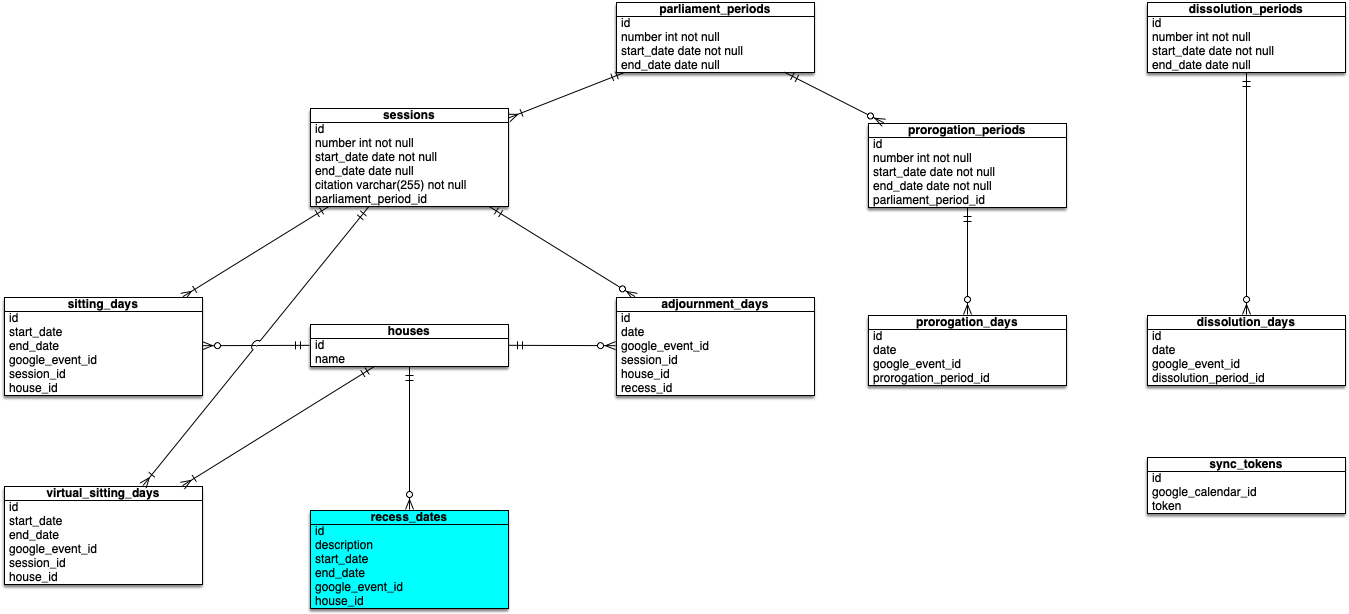 parliament_periods
id
number int not null
start_date date not null
end_date date null
dissolution_periods
id
number int not null
start_date date not null
end_date date null
sessions
id
number int not null
start_date date not null
end_date date null
citation varchar(255) not null
parliament_period_id
prorogation_periods
id
number int not null
start_date date not null
end_date date not null
parliament_period_id
sitting_days
id
start_date
end_date
google_event_id
session_id
house_id
houses
id
name
adjournment_days
id
date
google_event_id
session_id
house_id
recess_id
prorogation_days
id
date
google_event_id
prorogation_period_id
dissolution_days
id
date
google_event_id
dissolution_period_id
virtual_sitting_days
id
start_date
end_date
google_event_id
session_id
house_id
recess_dates
id
description
start_date
end_date
google_event_id
house_id
sync_tokens
id
google_calendar_id
token